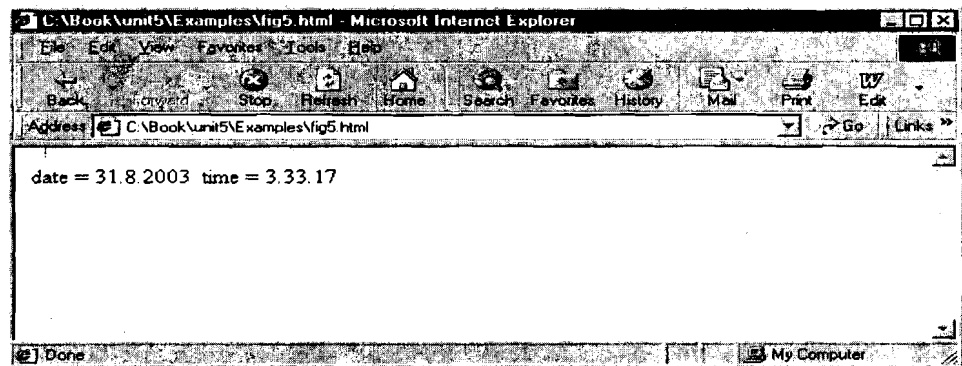 C:\Book\unit5\Examples\fig5.html - Microsoft Internet Explorer
File Edit View Favorites Tools Help
Back Forward Stop Refresh Home Search Favorites History Mail Print Edit
Address C:\Book\unit5\Examples\fig5.html Go Links »
date = 31.8.2003 time = 3.33.17
Done My Computer